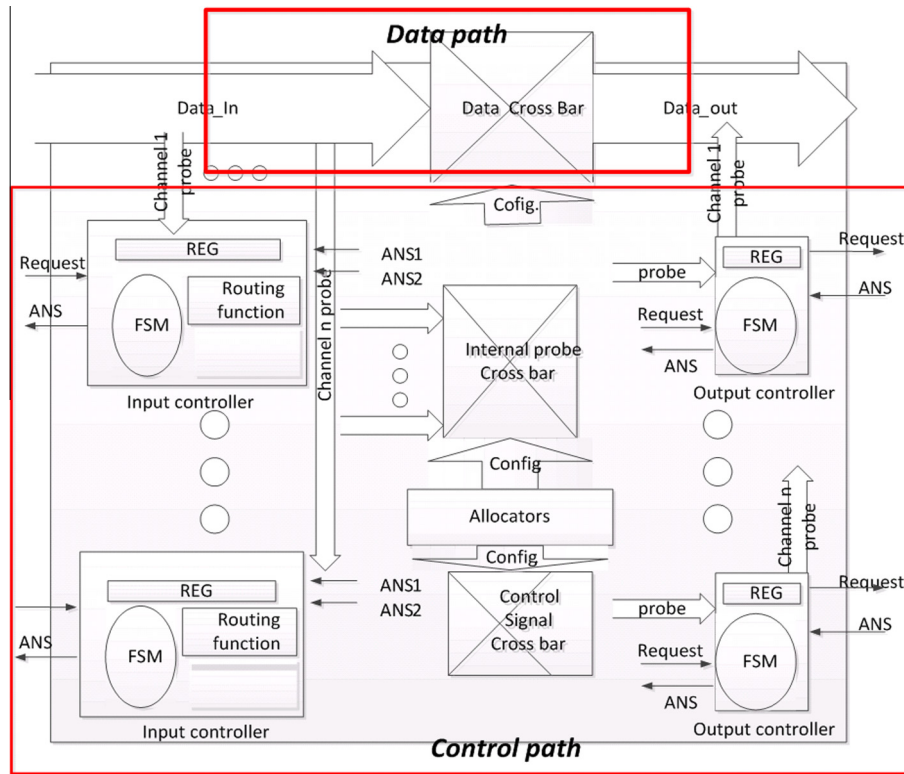 Data path
Data_In
Data Cross Bar
Data_out
Channel 1
probe
Channel 1
probe
Cofig.
REG
Request
ANS
FSM
Routing
function
Input controller
ANS1
ANS2
Channel n probe
Internal probe
Cross bar
probe
Request
ANS
REG
FSM
Request
ANS
Output controller
Config
Allocators
Config
Channel n
probe
REG
ANS
FSM
Routing
function
Input controller
ANS1
ANS2
Control
Signal
Cross bar
probe
Request
ANS
REG
FSM
Request
ANS
Output controller
Control path